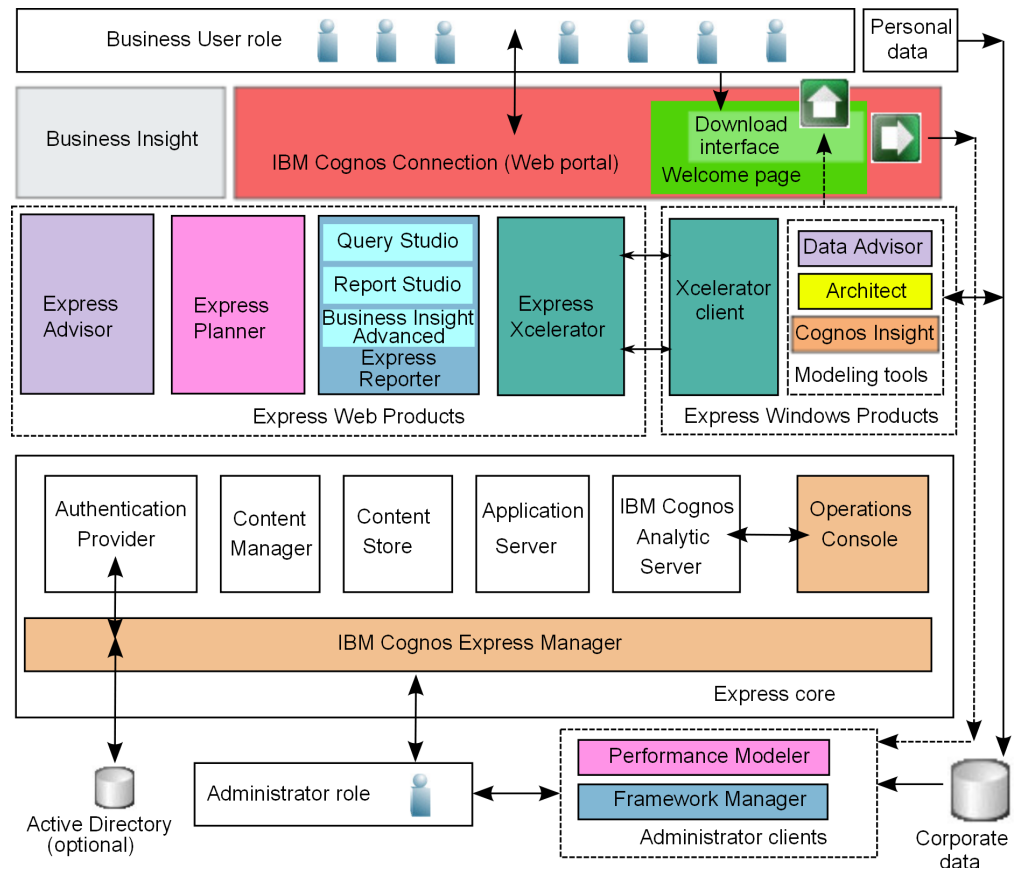 Business User role
Personal
data
Business Insight
IBM Cognos Connection (Web portal)
Download
interface
Welcome page
Express
Advisor
Express
Planner
Query Studio
Report Studio
Business Insight
Advanced
Express
Reporter
Express
Xcelerator
Xcelerator
client
Data Advisor
Architect
Cognos Insight
Modeling tools
Express Web Products
Express Windows Products
Authentication
Provider
Content
Manager
Content
Store
Application
Server
IBM Cognos
Analytic
Server
Operations
Console
IBM Cognos Express Manager
Express core
Active Directory
(optional)
Administrator role
Performance Modeler
Framework Manager
Administrator clients
Corporate
data